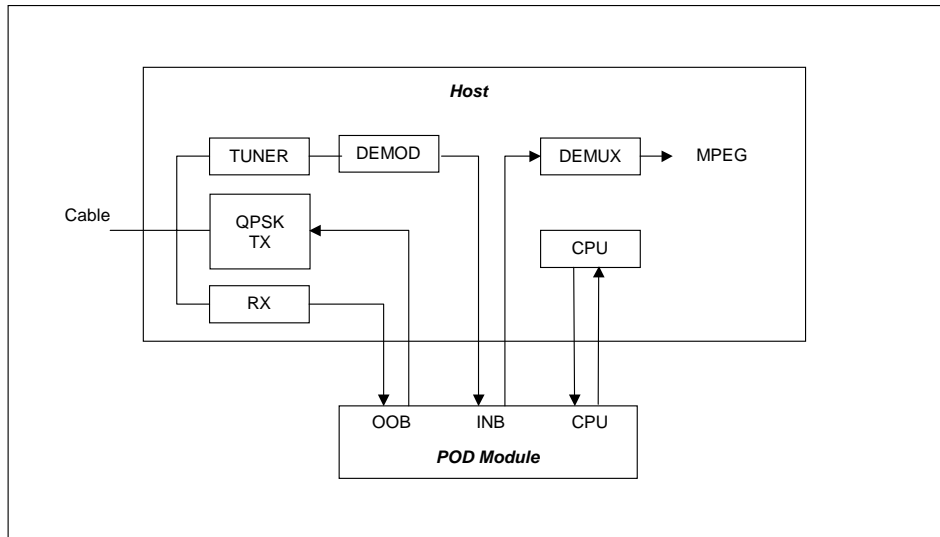 Host
TUNER
DEMOD
DEMUX
MPEG
Cable
QPSK
TX
CPU
RX
OOB
INB
CPU
POD Module